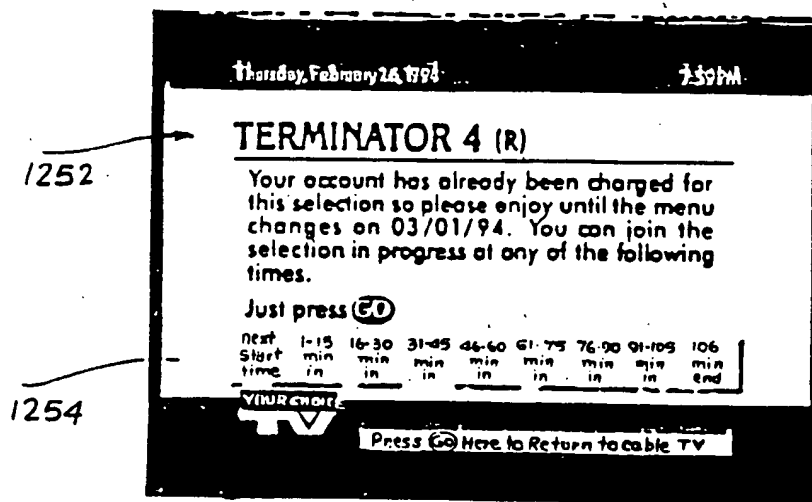 Thursday, February 26, 1994 7:59PM
TERMINATOR 4 (R)
1252
Your account has already been charged for
this selection so please enjoy until the menu
changes on 03/01/94. You can join the
selection in progress at any of the following
times.
Just press GO
next start time 1-15 min in 16-30 min in 31-45 min in 46-60 min in 61-75 min in 76-90 min in 91-105 min in 106 min end
1254
YOUR CHOICE
TV
Press GO Here to Return to cable TV